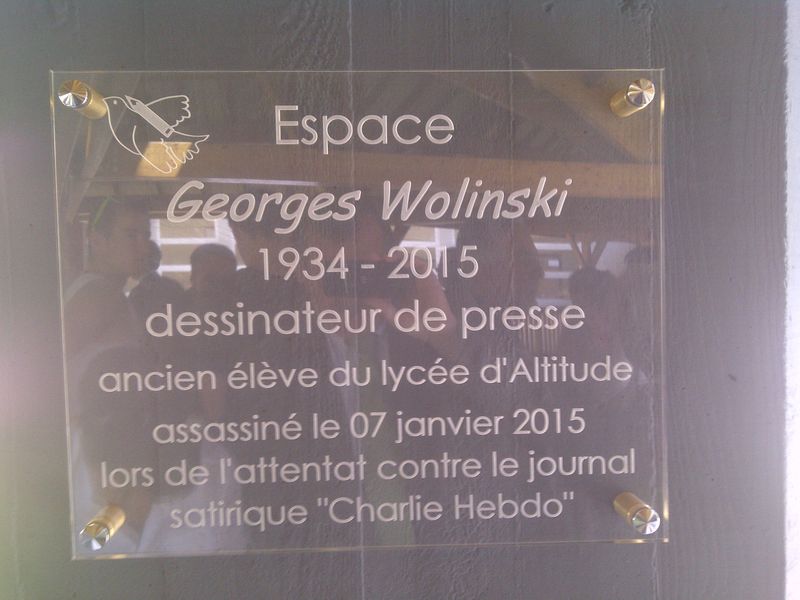 Espace
Georges Wolinski
1934 - 2015
dessinateur de presse
ancien élève du lycée d'Altitude
assassiné le 07 janvier 2015
lors de l'attentat contre le journal
satirique "Charlie Hebdo"